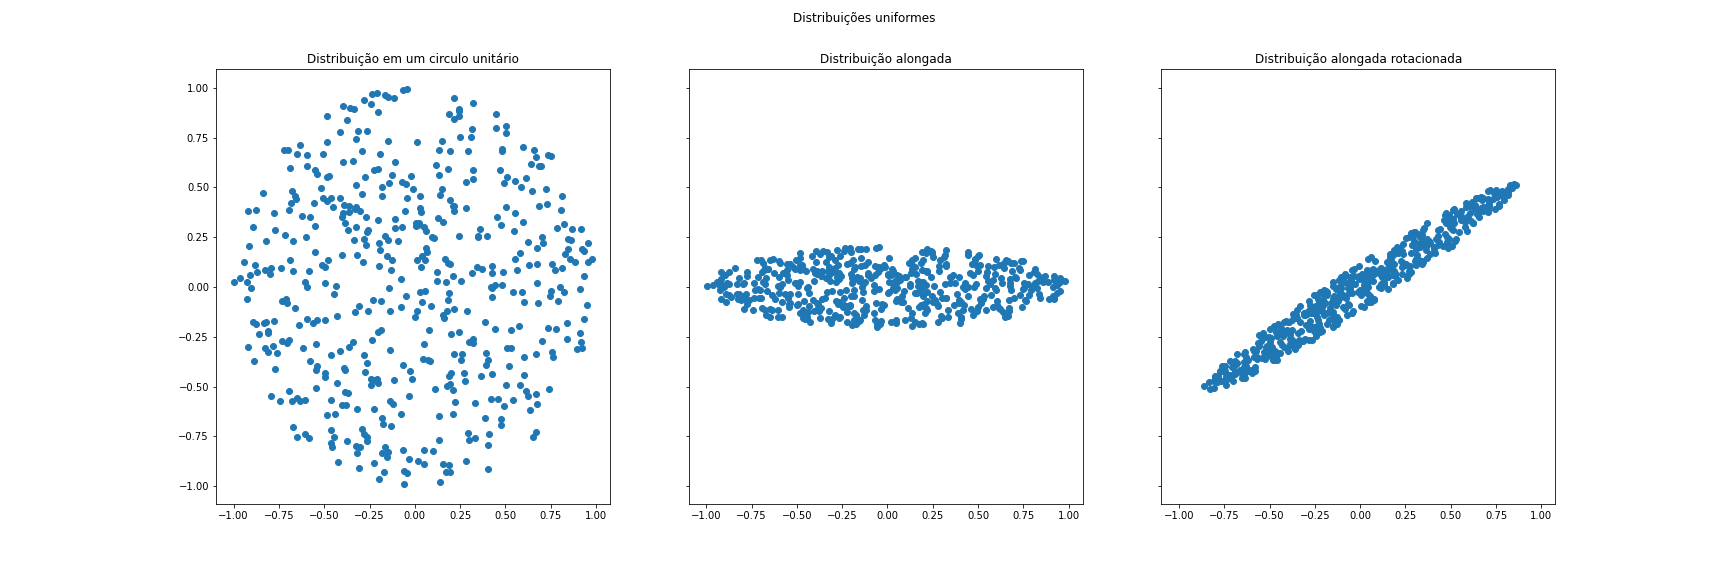 Distribuições uniformes
Distribuição em um circulo unitário
Distribuição alongada
Distribuição alongada rotacionada
1.00
0.75
0.50
0.25
0.00
−0.25
−0.50
−0.75
−1.00
−1.00 −0.75 −0.50 −0.25 0.00 0.25 0.50 0.75 1.00
−1.00 −0.75 −0.50 −0.25 0.00 0.25 0.50 0.75 1.00
−1.00 −0.75 −0.50 −0.25 0.00 0.25 0.50 0.75 1.00